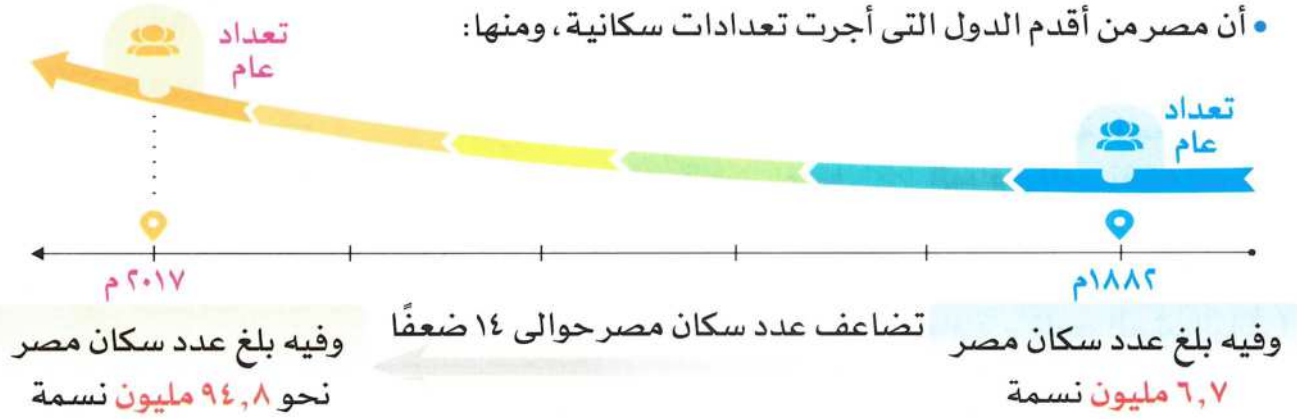 • أن مصر من أقدم الدول التى أجرت تعدادات سكانية، ومنها:
تعداد
عام
تعداد
عام
١٨٨٢م
٢٠١٧ م
وفيه بلغ عدد سكان مصر
٦,٧ مليون نسمة
تضاعف عدد سكان مصر حوالى ١٤ ضعفًا
وفيه بلغ عدد سكان مصر
نحو ٩٤,٨ مليون نسمة